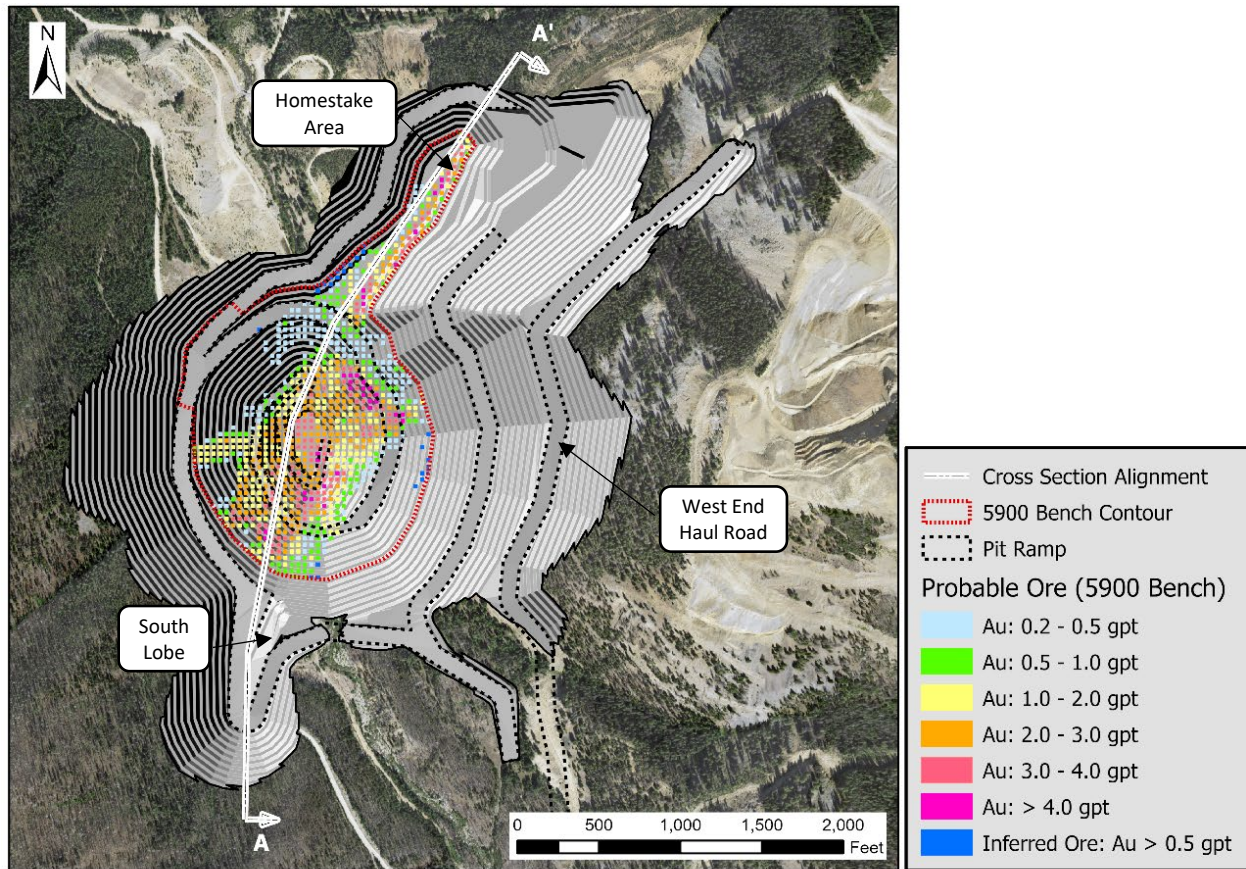 N
A'
Homestake
Area
West End
Haul Road
South
Lobe
A
0 500 1,000 1,500 2,000
Feet
Cross Section Alignment
5900 Bench Contour
Pit Ramp
Probable Ore (5900 Bench)
Au: 0.2 - 0.5 gpt
Au: 0.5 - 1.0 gpt
Au: 1.0 - 2.0 gpt
Au: 2.0 - 3.0 gpt
Au: 3.0 - 4.0 gpt
Au: > 4.0 gpt
Inferred Ore: Au > 0.5 gpt